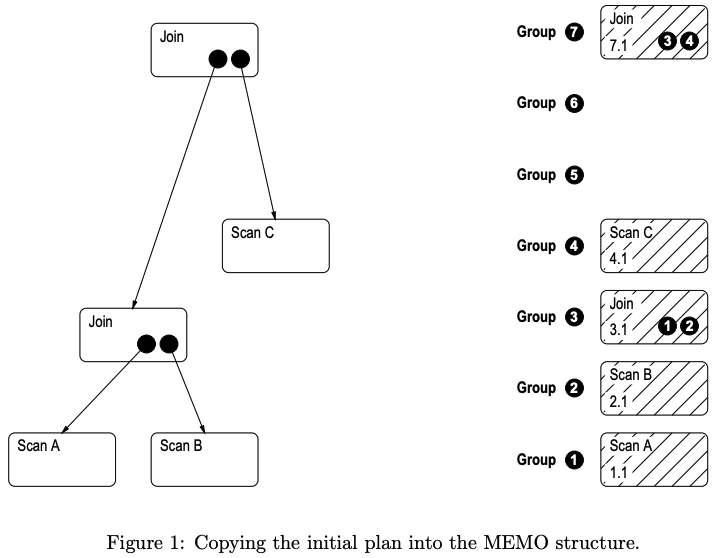 Join
Scan C
Join
Scan A
Scan B
Group 7
Join
7.1 3 4
Group 6
Group 5
Group 4
Scan C
4.1
Group 3
Join
3.1 1 2
Group 2
Scan B
2.1
Group 1
Scan A
1.1
Figure 1: Copying the initial plan into the MEMO structure.